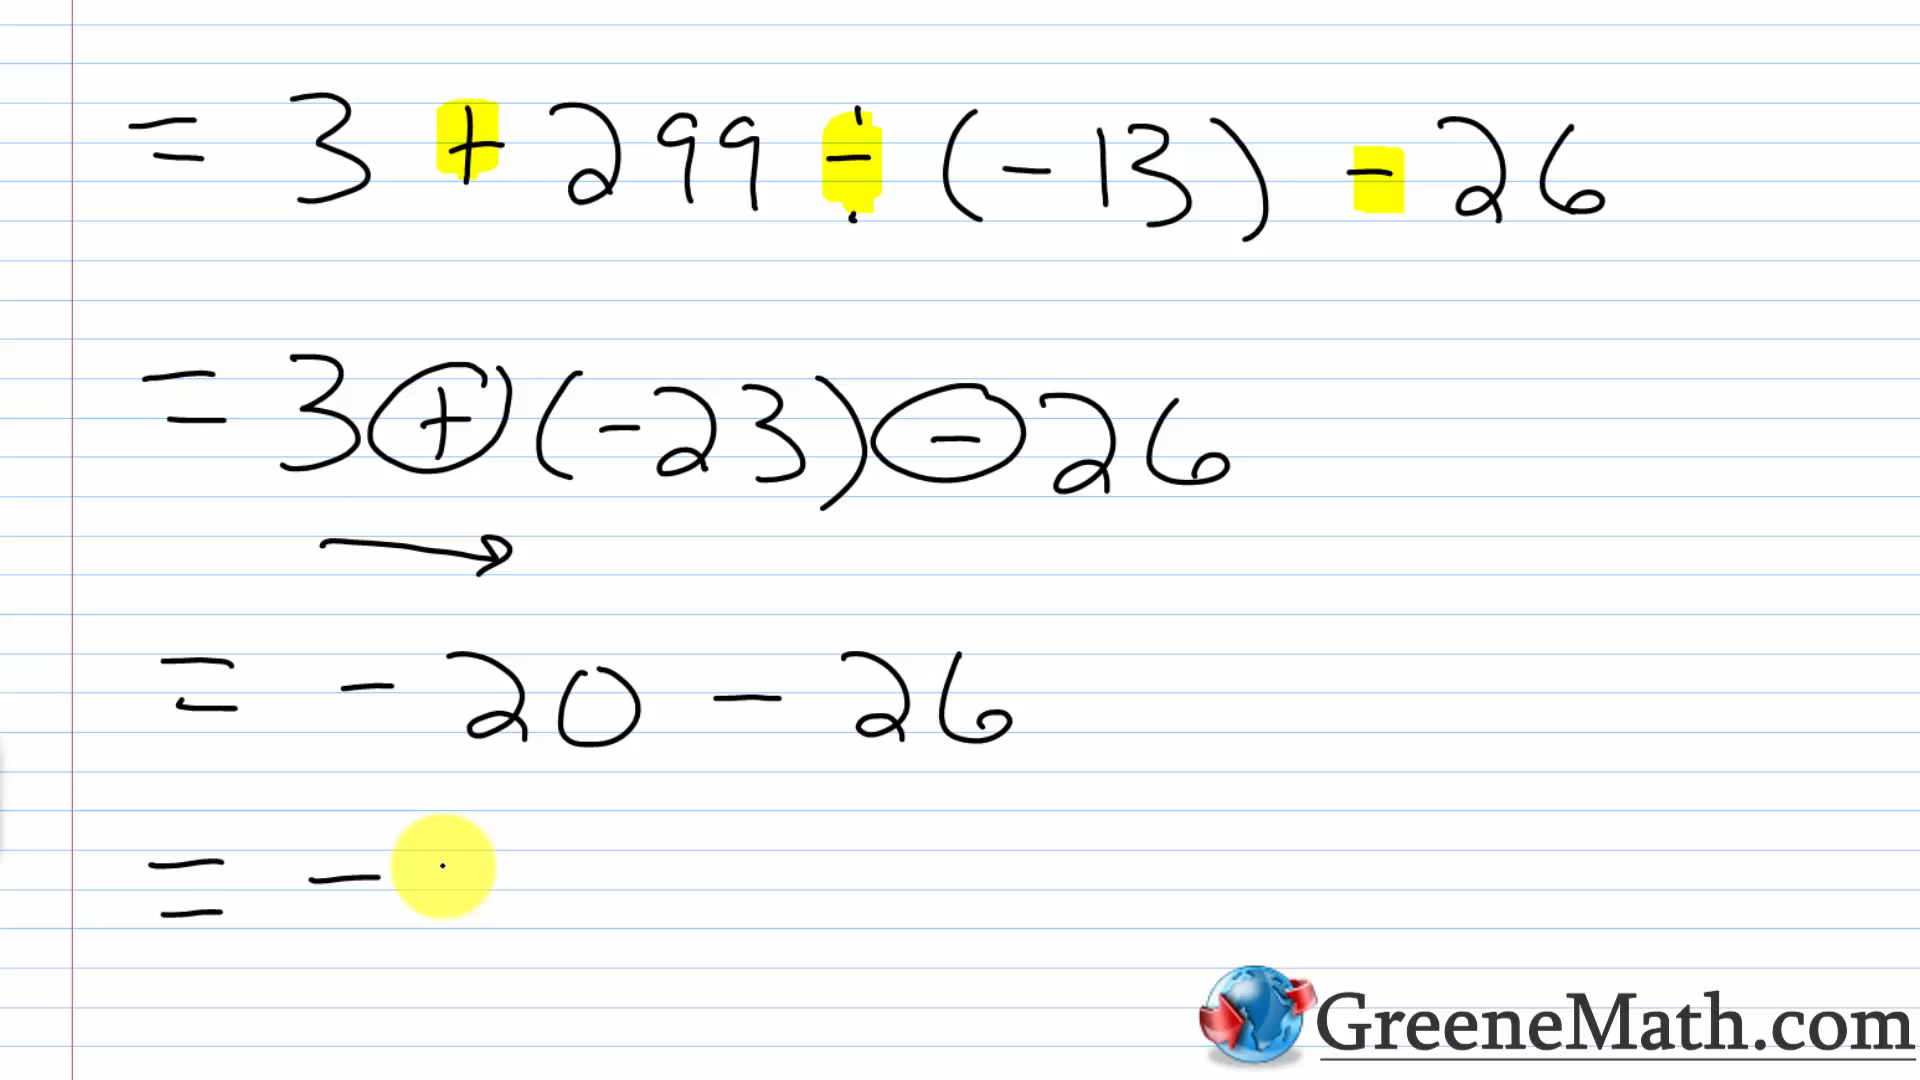 = 3 + 299 ÷ (-13) - 26
= 3 + (-23) - 26
= -20 - 26
= -
GreeneMath.com